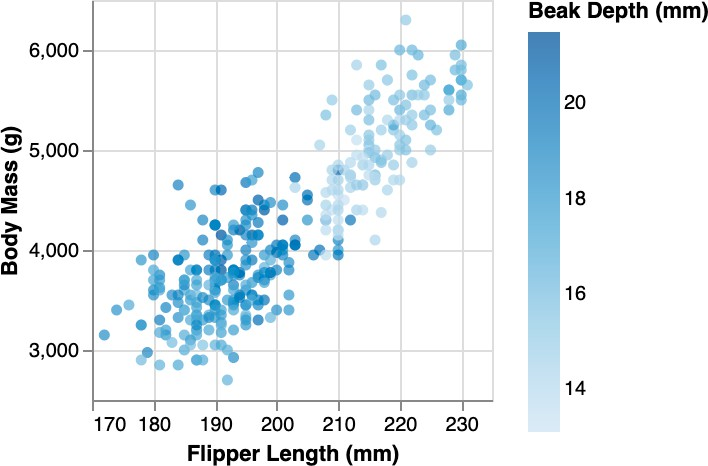 Beak Depth (mm)
6,000
5,000
4,000
3,000
Body Mass (g)
170 180 190 200 210 220 230
Flipper Length (mm)
20
18
16
14